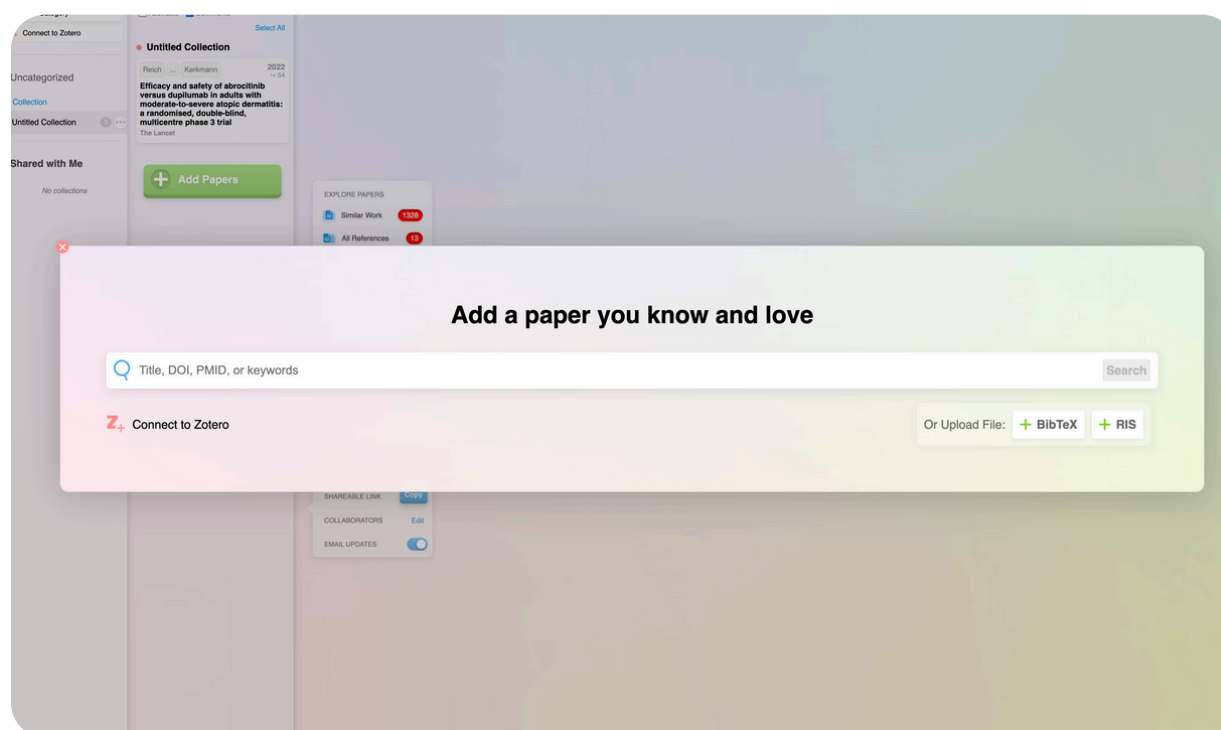 Connect to Zotero
Uncategorized
Collection
Untitled Collection 1 ...
Shared with Me
No collections
Select All
Untitled Collection
Reich ... Kerkmann 2022
54
Efficacy and safety of abrocitinib
versus dupilumab in adults with
moderate-to-severe atopic dermatitis:
a randomised, double-blind,
multicentre phase 3 trial
The Lancet
Add Papers
EXPLORE PAPERS
Similar Work 1328
All References 13
Add a paper you know and love
Title, DOI, PMID, or keywords
Search
Z+ Connect to Zotero
Or Upload File: + BibTeX + RIS
SHAREABLE LINK Copy
COLLABORATORS Edit
EMAIL UPDATES